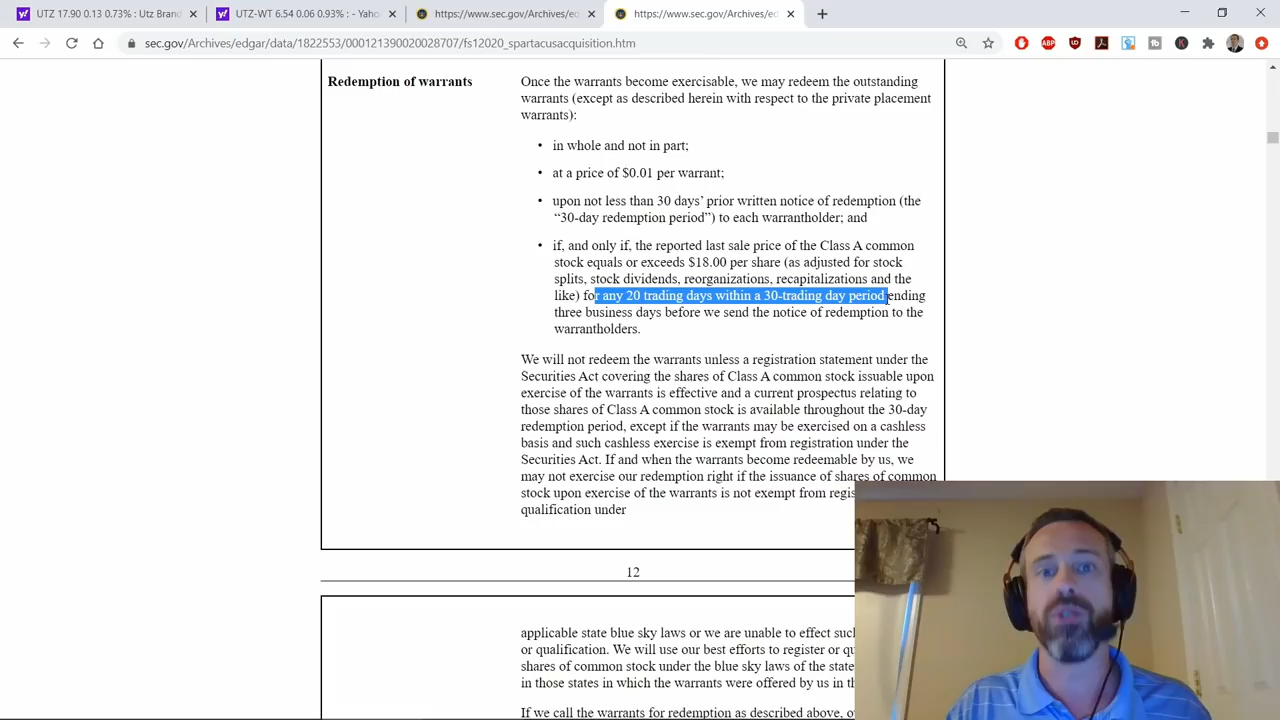 UTZ 17.90 0.13 0.73% : Utz Brand
UTZ-WT 6.54 0.06 0.93% : - Yaho
https://www.sec.gov/Archives/ed
https://www.sec.gov/Archives/ed
sec.gov/Archives/edgar/data/1822553/000121390020028707/fs12020_spartacusacquisition.htm
Redemption of warrants
Once the warrants become exercisable, we may redeem the outstanding
warrants (except as described herein with respect to the private placement
warrants):
• in whole and not in part;
• at a price of $0.01 per warrant;
• upon not less than 30 days’ prior written notice of redemption (the
“30-day redemption period”) to each warrantholder; and
• if, and only if, the reported last sale price of the Class A common
stock equals or exceeds $18.00 per share (as adjusted for stock
splits, stock dividends, reorganizations, recapitalizations and the
like) for any 20 trading days within a 30-trading day period ending
three business days before we send the notice of redemption to the
warrantholders.
We will not redeem the warrants unless a registration statement under the
Securities Act covering the shares of Class A common stock issuable upon
exercise of the warrants is effective and a current prospectus relating to
those shares of Class A common stock is available throughout the 30-day
redemption period, except if the warrants may be exercised on a cashless
basis and such cashless exercise is exempt from registration under the
Securities Act. If and when the warrants become redeemable by us, we
may not exercise our redemption right if the issuance of shares of common
stock upon exercise of the warrants is not exempt from regis
qualification under
12
applicable state blue sky laws or we are unable to effect suc
or qualification. We will use our best efforts to register or qu
shares of common stock under the blue sky laws of the state
in those states in which the warrants were offered by us in th
If we call the warrants for redemption as described above, o